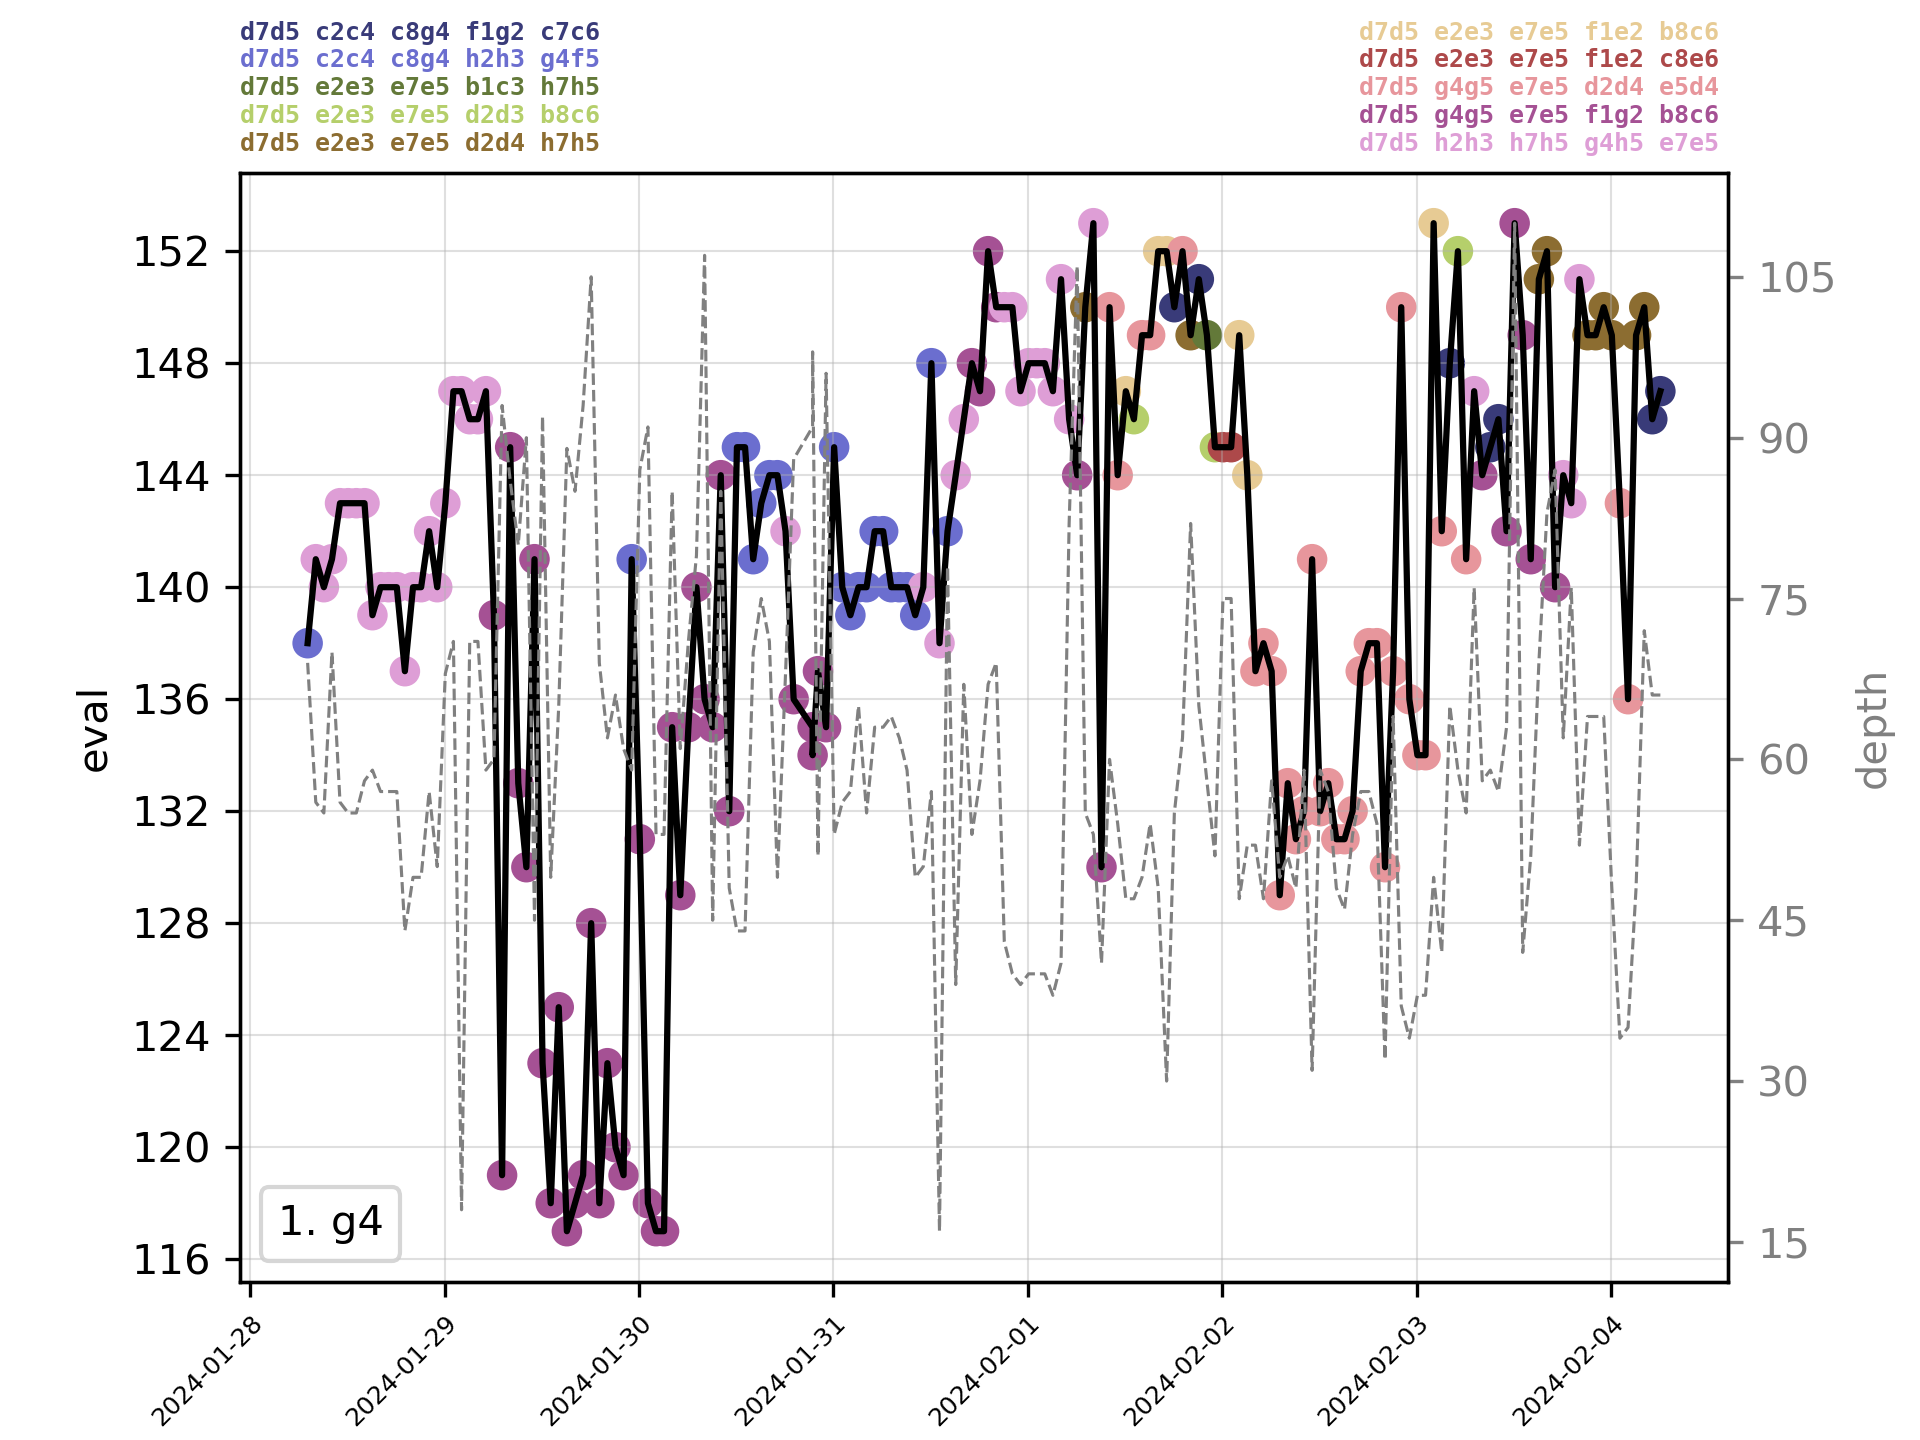 d7d5 c2c4 c8g4 f1g2 c7c6
d7d5 c2c4 c8g4 h2h3 g4f5
d7d5 e2e3 e7e5 b1c3 h7h5
d7d5 e2e3 e7e5 d2d3 b8c6
d7d5 e2e3 e7e5 d2d4 h7h5
d7d5 e2e3 e7e5 f1e2 b8c6
d7d5 e2e3 e7e5 f1e2 c8e6
d7d5 g4g5 e7e5 d2d4 e5d4
d7d5 g4g5 e7e5 f1g2 b8c6
d7d5 h2h3 h7h5 g4h5 e7e5
152
148
144
140
136
132
128
124
120
116
eval
105
90
75
60
45
30
15
depth
1. g4
2024-01-28
2024-01-29
2024-01-30
2024-01-31
2024-02-01
2024-02-02
2024-02-03
2024-02-04